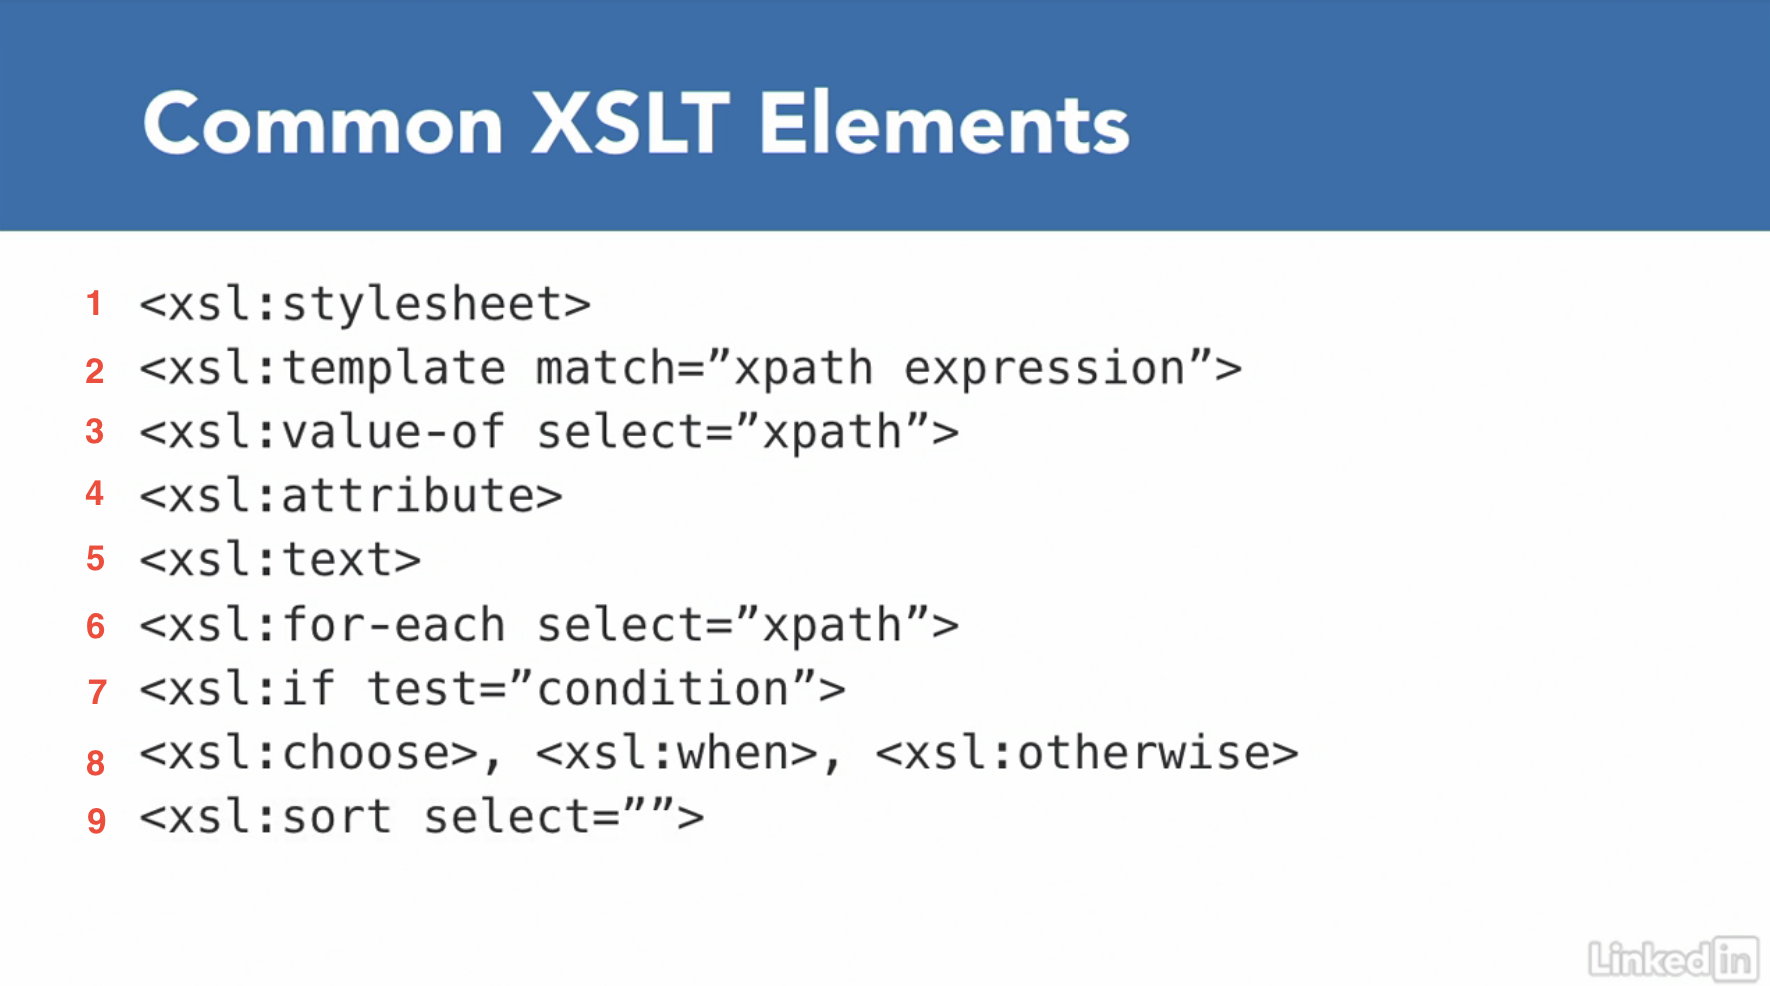 Common XSLT Elements
1 <xsl:stylesheet>
2 <xsl:template match=”xpath expression”>
3 <xsl:value-of select=”xpath”>
4 <xsl:attribute>
5 <xsl:text>
6 <xsl:for-each select=”xpath”>
7 <xsl:if test=”condition”>
8 <xsl:choose>, <xsl:when>, <xsl:otherwise>
9 <xsl:sort select=””>
Linked in